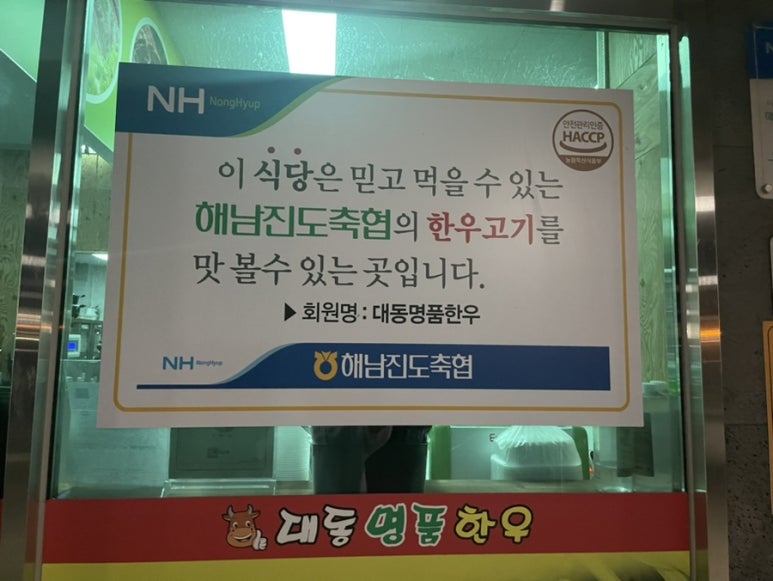 NH NongHyup
안전관리인증
HACCP
농림축산식품부
이 식당은 믿고 먹을 수 있는
해남진도축협의 한우고기를
맛 볼수 있는 곳입니다.
▶ 회원명 : 대동명품한우
NH NongHyup 해남진도축협
대동명품한우